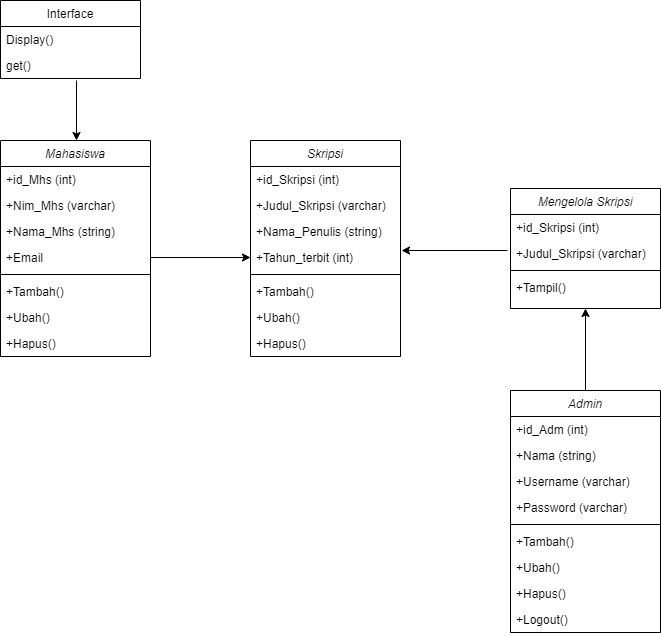 Interface
Display()
get()
Mahasiswa
+id_Mhs (int)
+Nim_Mhs (varchar)
+Nama_Mhs (string)
+Email
+Tambah()
+Ubah()
+Hapus()
Skripsi
+id_Skripsi (int)
+Judul_Skripsi (varchar)
+Nama_Penulis (string)
+Tahun_terbit (int)
+Tambah()
+Ubah()
+Hapus()
Mengelola Skripsi
+id_Skripsi (int)
+Judul_Skripsi (varchar)
+Tampil()
Admin
+id_Adm (int)
+Nama (string)
+Username (varchar)
+Password (varchar)
+Tambah()
+Ubah()
+Hapus()
+Logout()